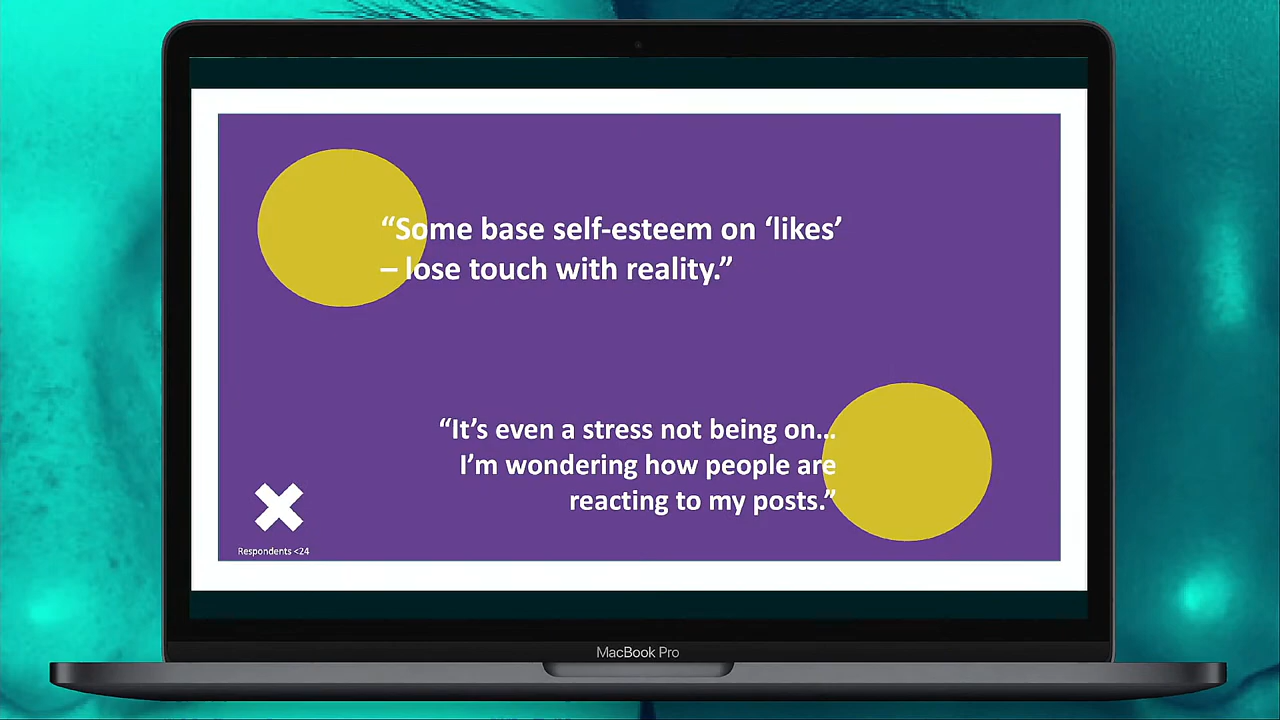 “Some base self-esteem on ‘likes’
– lose touch with reality.”
“It’s even a stress not being on…
I’m wondering how people are
reacting to my posts.”
Respondents <24
MacBook Pro